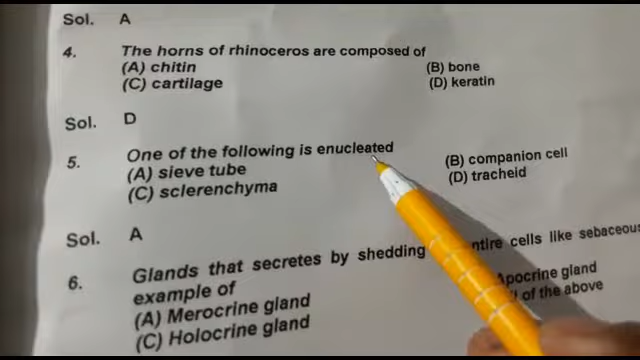 Sol. A
4. The horns of rhinoceros are composed of
(A) chitin (B) bone
(C) cartilage (D) keratin
Sol. D
5. One of the following is enucleated
(A) sieve tube (B) companion cell
(C) sclerenchyma (D) tracheid
Sol. A
6. Glands that secretes by shedding cells like sebaceous
example of
(A) Merocrine gland Apocrine gland
(C) Holocrine gland of the above